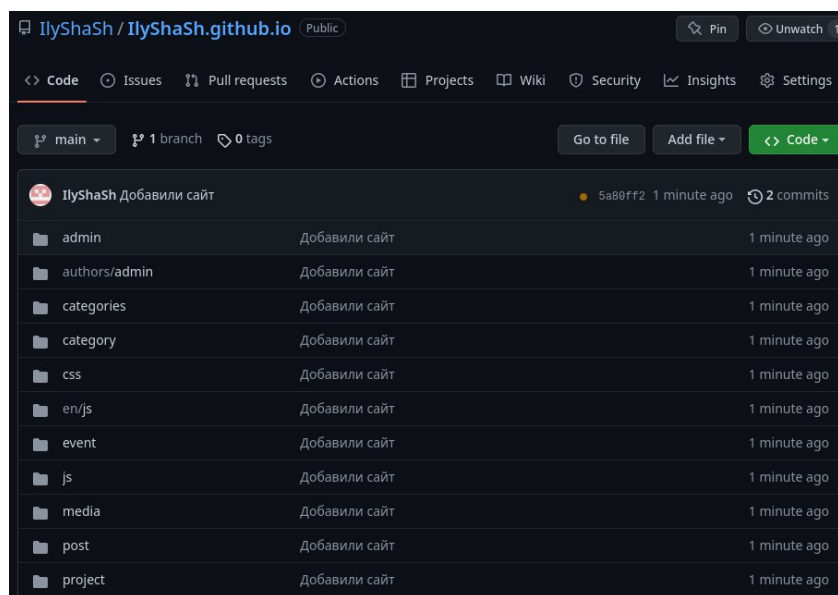 IlyShaSh / IlyShaSh.github.io Public Pin Unwatch 1
Code Issues Pull requests Actions Projects Wiki Security Insights Settings
main 1 branch 0 tags Go to file Add file Code
IlyShaSh Добавили сайт 5a80ff2 1 minute ago 2 commits
admin Добавили сайт 1 minute ago
authors/admin Добавили сайт 1 minute ago
categories Добавили сайт 1 minute ago
category Добавили сайт 1 minute ago
css Добавили сайт 1 minute ago
en/js Добавили сайт 1 minute ago
event Добавили сайт 1 minute ago
js Добавили сайт 1 minute ago
media Добавили сайт 1 minute ago
post Добавили сайт 1 minute ago
project Добавили сайт 1 minute ago